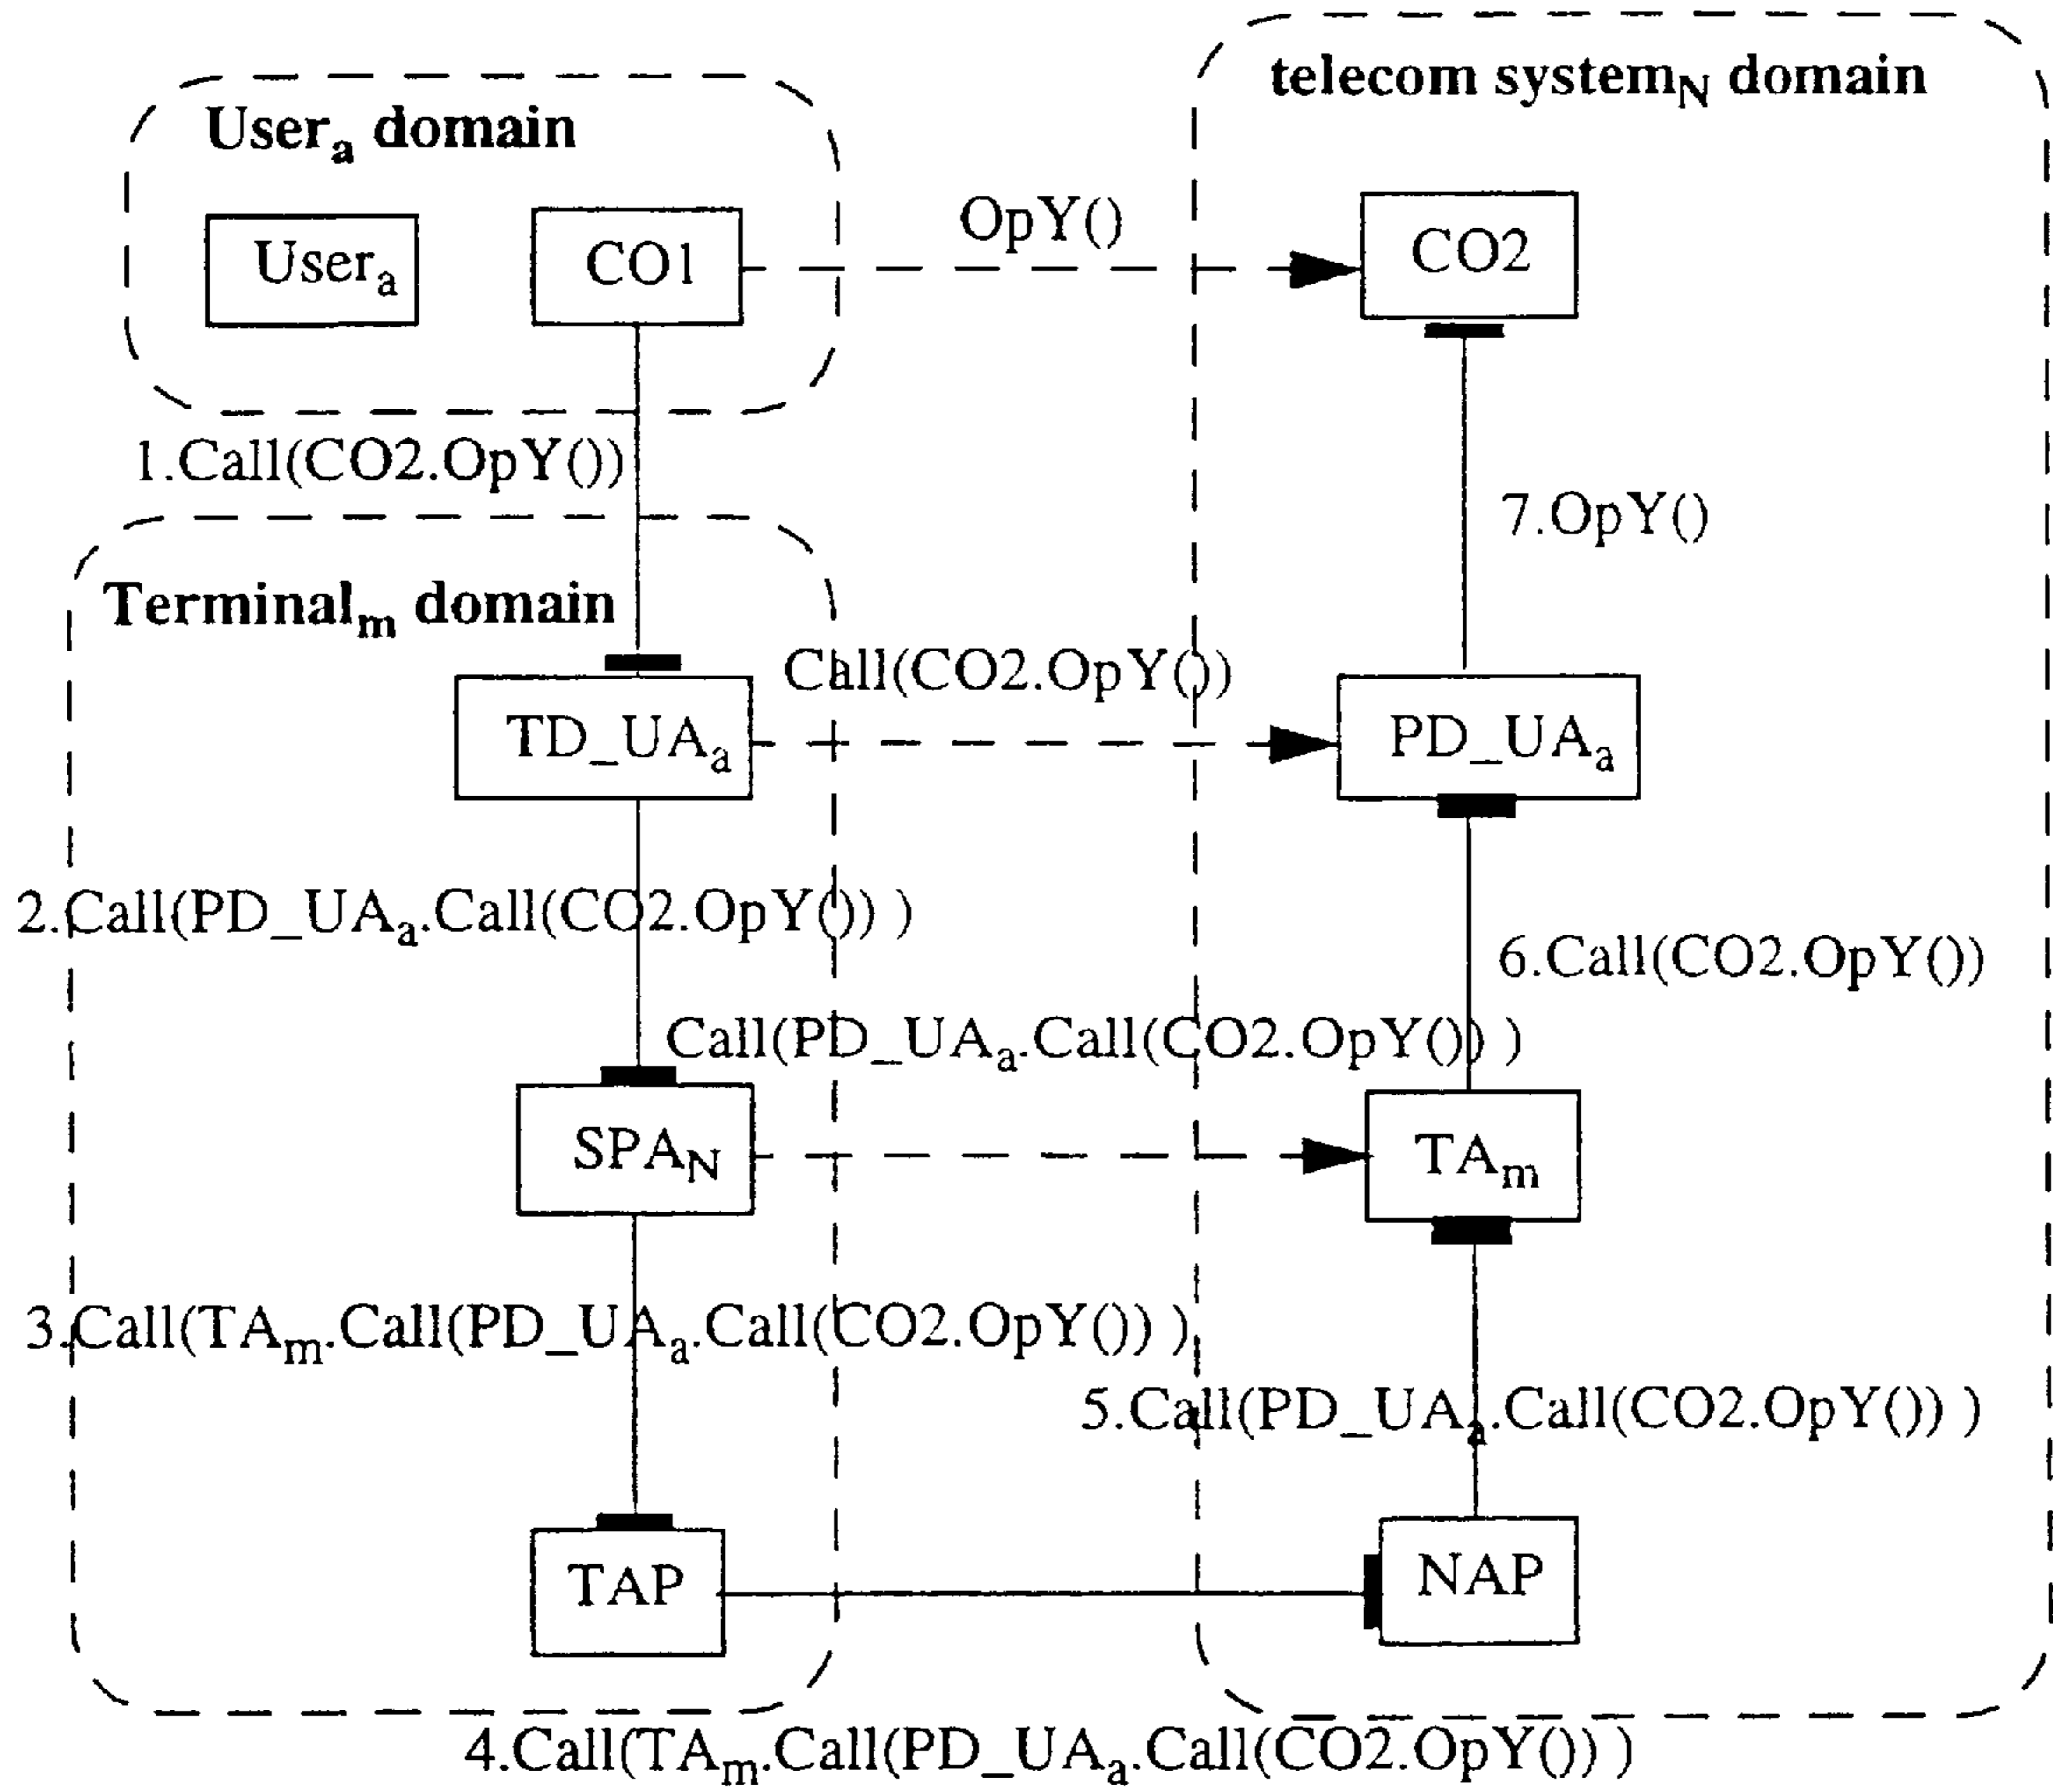 telecom systemN domain
Usera domain
Usera
CO1
OpY()
CO2
1.Call(CO2.OpY())
7.OpY()
Terminalm domain
Call(CO2.OpY())
TD_UAa
PD_UAa
2.Call(PD_UAa.Call(CO2.OpY()) )
6.Call(CO2.OpY())
Call(PD_UAa.Call(CO2.OpY()) )
SPAN
TAm
3.Call(TAm.Call(PD_UAa.Call(CO2.OpY()) )
5.Call(PD_UAa.Call(CO2.OpY()) )
TAP
NAP
4.Call(TAm.Call(PD_UAa.Call(CO2.OpY()) )